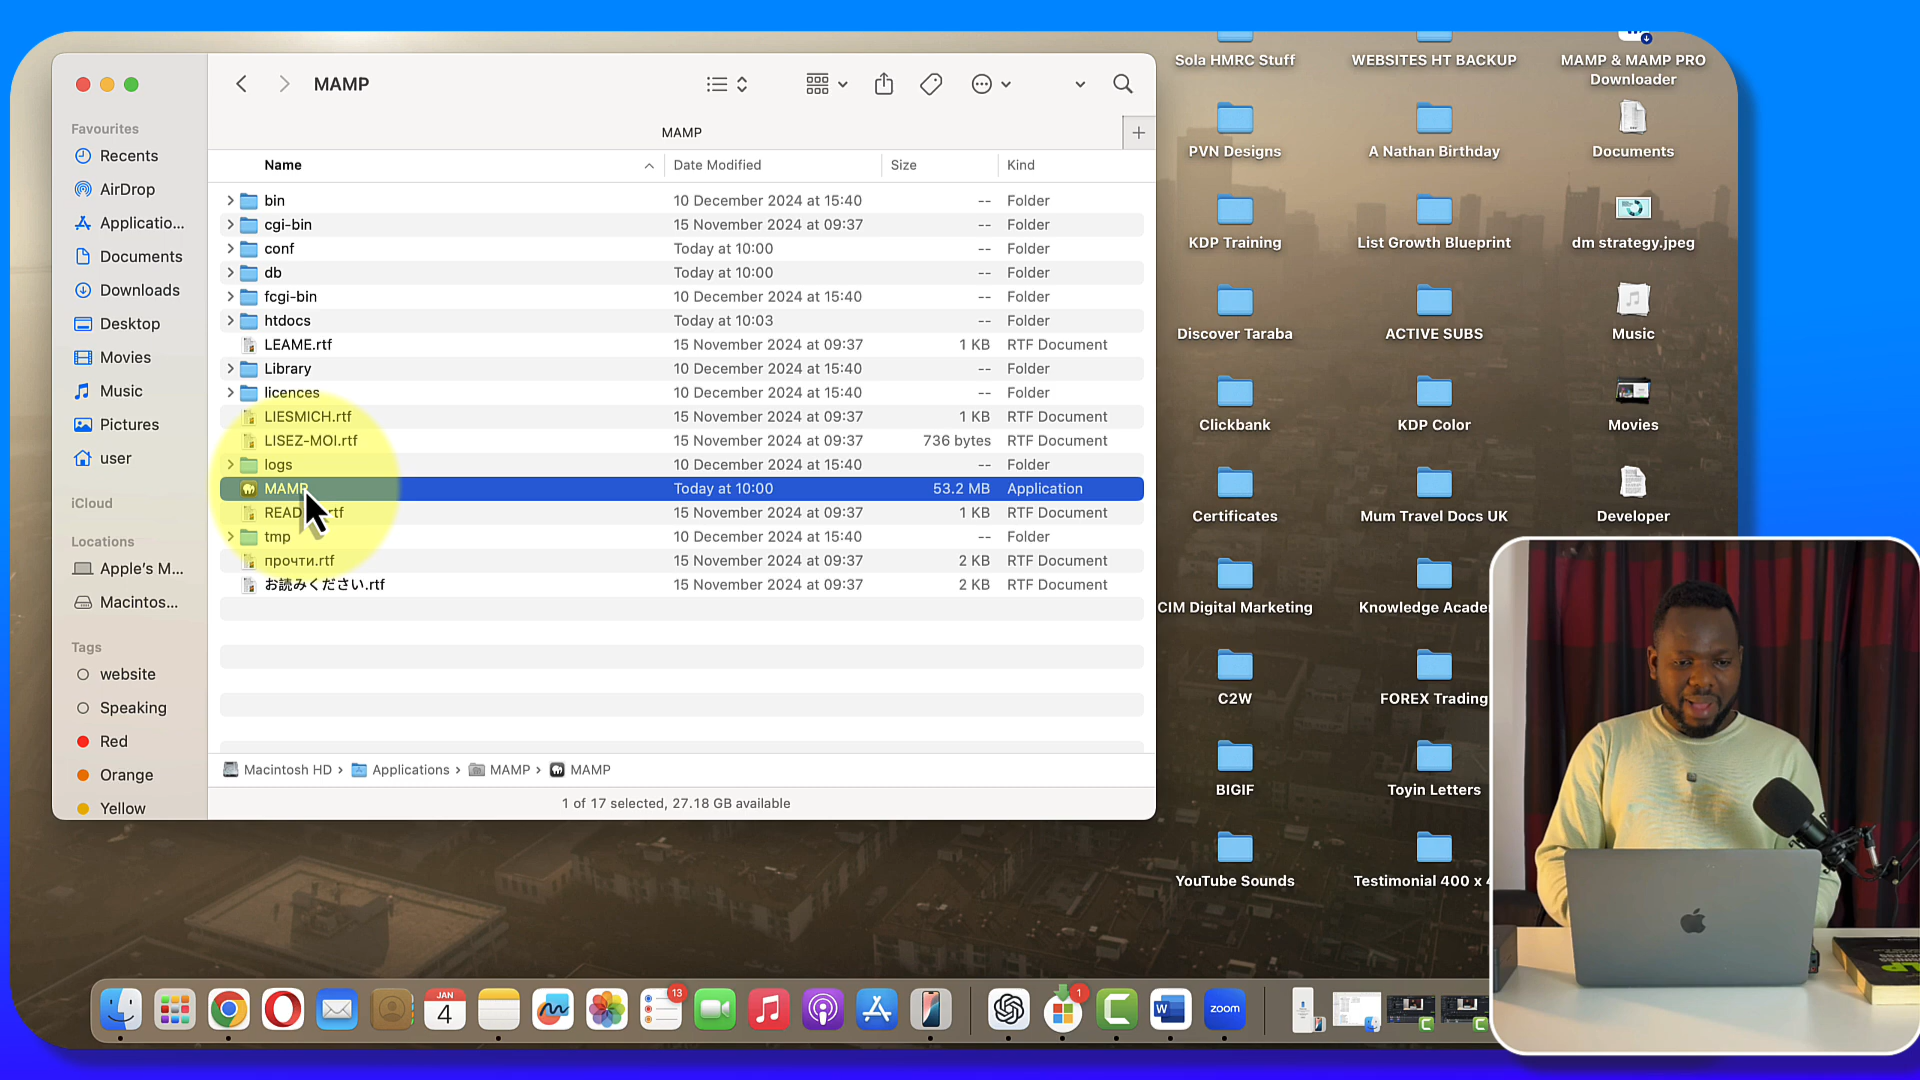 MAMP
MAMP
Name
Date Modified
Size
Kind
Favourites
Recents
AirDrop
Applicatio...
Documents
Downloads
Desktop
Movies
Music
Pictures
user
iCloud
Locations
Apple's M...
Macintos...
Tags
website
Speaking
Red
Orange
Yellow
bin 10 December 2024 at 15:40 -- Folder
cgi-bin 15 November 2024 at 09:37 -- Folder
conf Today at 10:00 -- Folder
db Today at 10:00 -- Folder
fcgi-bin 10 December 2024 at 15:40 -- Folder
htdocs Today at 10:03 -- Folder
LEAME.rtf 15 November 2024 at 09:37 1 KB RTF Document
Library 10 December 2024 at 15:40 -- Folder
licences 10 December 2024 at 15:40 -- Folder
LIESMICH.rtf 15 November 2024 at 09:37 1 KB RTF Document
LISEZ-MOI.rtf 15 November 2024 at 09:37 736 bytes RTF Document
logs 10 December 2024 at 15:40 -- Folder
MAMP Today at 10:00 53.2 MB Application
READ rtf 15 November 2024 at 09:37 1 KB RTF Document
tmp 10 December 2024 at 15:40 -- Folder
прочти.rtf 15 November 2024 at 09:37 2 KB RTF Document
お読みください.rtf 15 November 2024 at 09:37 2 KB RTF Document
Macintosh HD › Applications › MAMP › MAMP
1 of 17 selected, 27.18 GB available
Sola HMRC Stuff
WEBSITES HT BACKUP
MAMP & MAMP PRO
Downloader
PVN Designs
A Nathan Birthday
Documents
KDP Training
List Growth Blueprint
dm strategy.jpeg
Discover Taraba
ACTIVE SUBS
Music
Clickbank
KDP Color
Movies
Certificates
Mum Travel Docs UK
Developer
CIM Digital Marketing
Knowledge Acade
C2W
FOREX Trading
BIGIF
Toyin Letters
YouTube Sounds
Testimonial 400 x
JAN
4
13
1
W
zoom